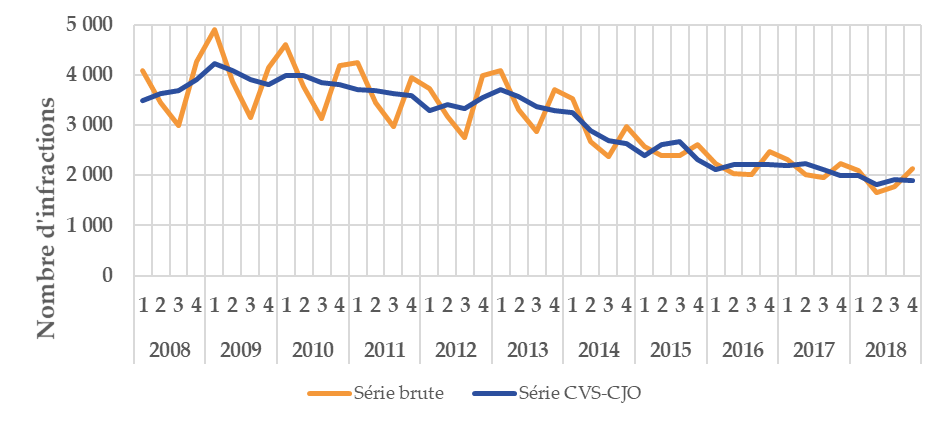 Nombre d'infractions
5 000
4 000
3 000
2 000
1 000
0
1 2 3 4 1 2 3 4 1 2 3 4 1 2 3 4 1 2 3 4 1 2 3 4 1 2 3 4 1 2 3 4 1 2 3 4 1 2 3 4 1 2 3 4
2008 2009 2010 2011 2012 2013 2014 2015 2016 2017 2018
Série brute Série CVS-CJO